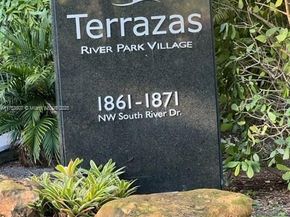 Terrazas
RIVER PARK VILLAGE
1861-1871
NW South River Dr.